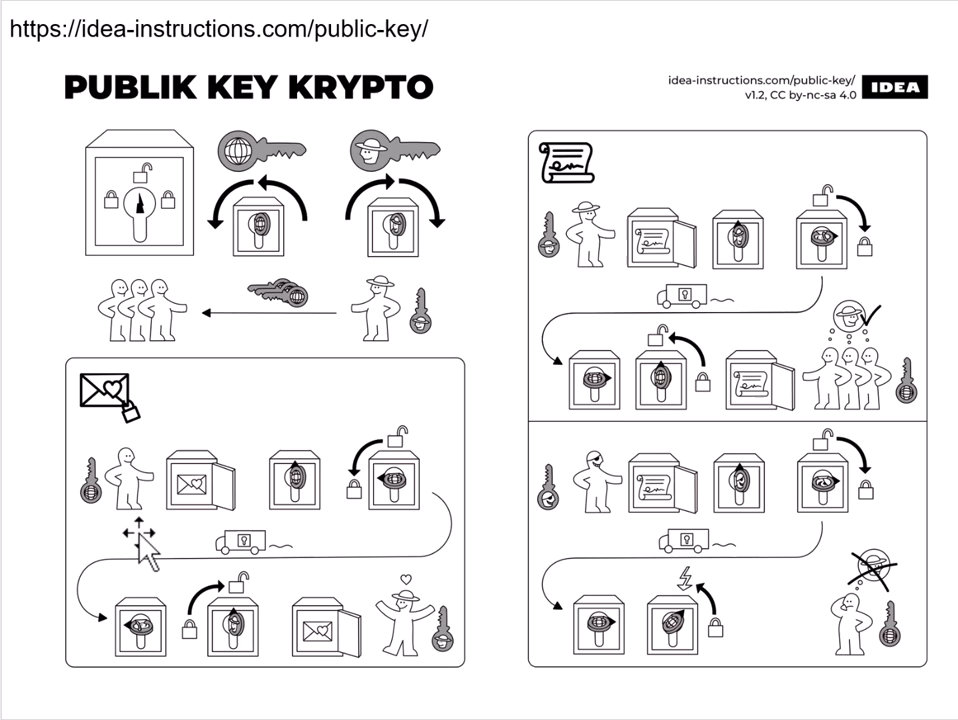 https://idea-instructions.com/public-key/
PUBLIK KEY KRYPTO
idea-instructions.com/public-key/
v1.2, CC by-nc-sa 4.0
IDEA